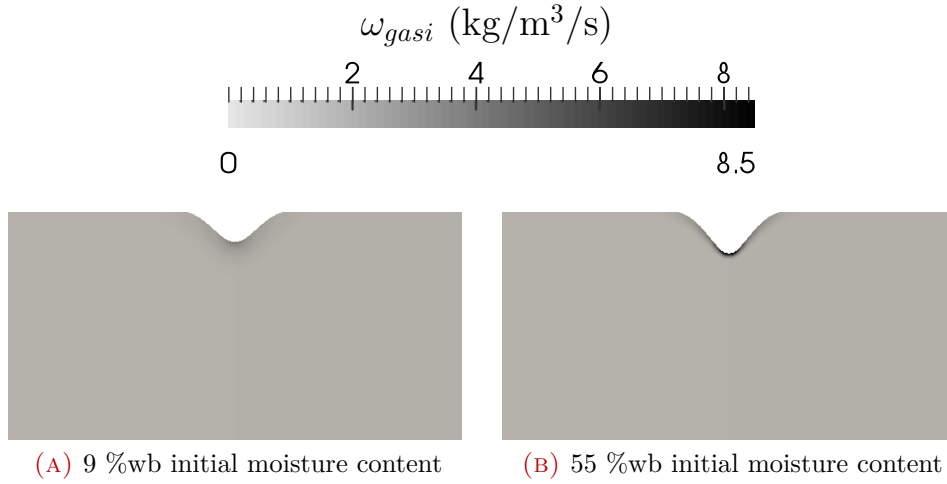 ω_gasi (kg/m³/s)
2 4 6 8
0 8.5
(A) 9 %wb initial moisture content
(B) 55 %wb initial moisture content